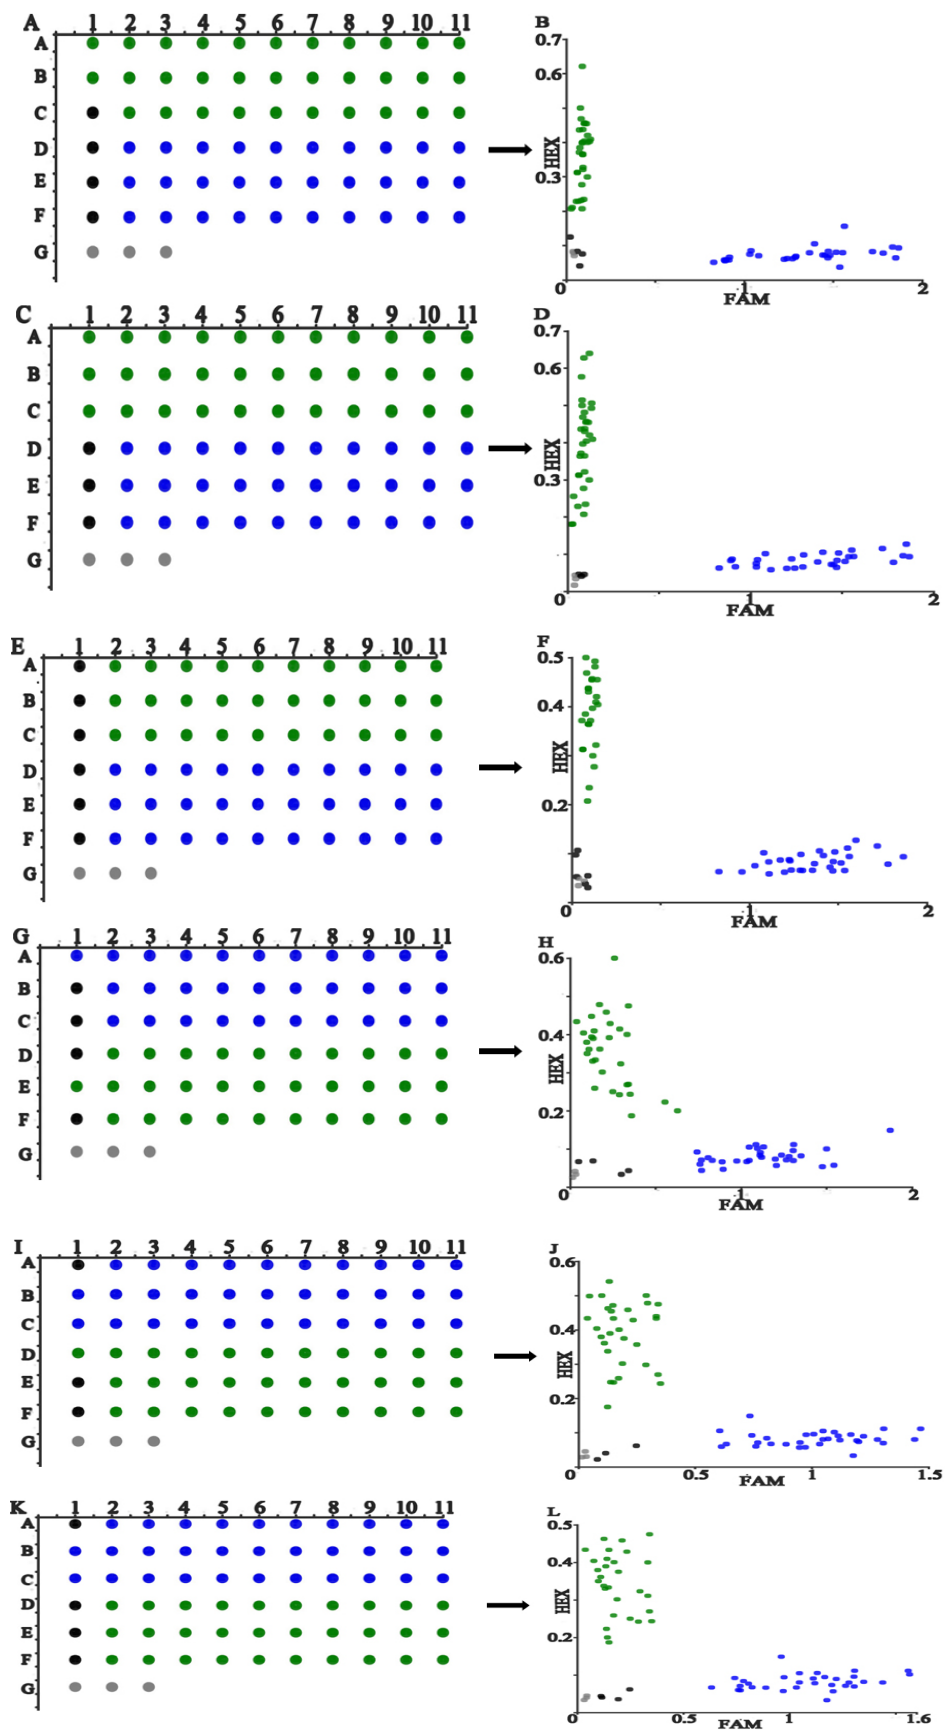 A 1 2 3 4 5 6 7 8 9 10 11
A
B
C
D
E
F
G
B
0.7
0.6
HEX
0.3
0 1 2
FAM
C 1 2 3 4 5 6 7 8 9 10 11
A
B
C
D
E
F
G
D
0.7
0.6
HEX
0.3
0 1 2
FAM
E 1 2 3 4 5 6 7 8 9 10 11
A
B
C
D
E
F
G
F
0.5
0.4
HEX
0.2
0 1 2
FAM
G 1 2 3 4 5 6 7 8 9 10 11
A
B
C
D
E
F
G
H
0.6
0.4
HEX
0.2
0 1 2
FAM
I 1 2 3 4 5 6 7 8 9 10 11
A
B
C
D
E
F
G
J
0.6
0.4
HEX
0.2
0 0.5 1 1.5
FAM
K 1 2 3 4 5 6 7 8 9 10 11
A
B
C
D
E
F
G
L
0.5
0.4
HEX
0.2
0 0.5 1 1.6
FAM